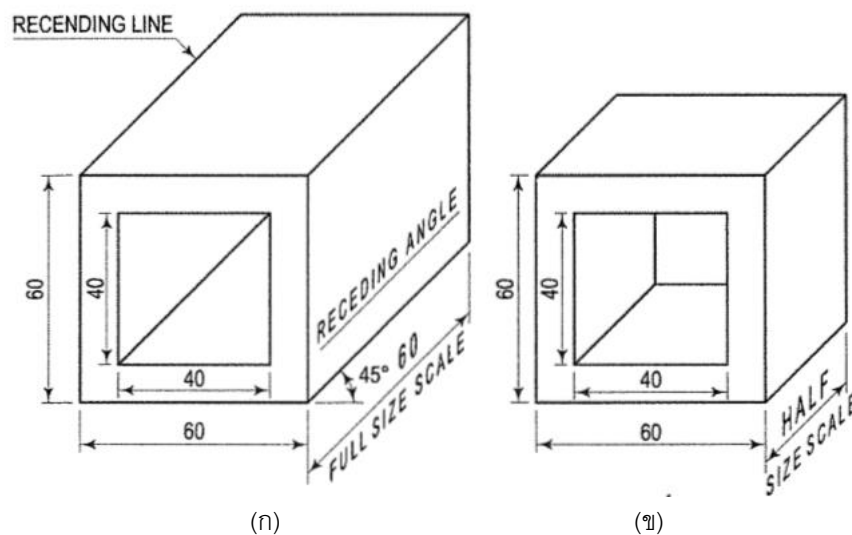 RECENDING LINE
60
40
40
60
45°
RECEDING ANGLE
60
FULL SIZE SCALE
(ก)
60
40
40
60
HALF
SIZE SCALE
(ข)